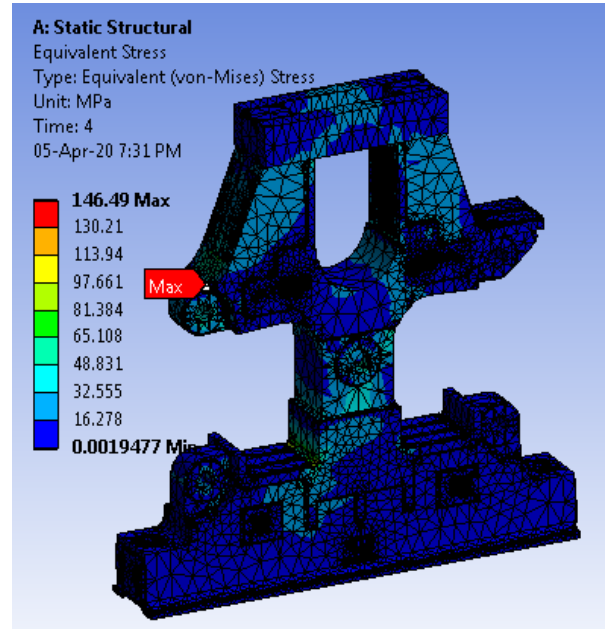 A: Static Structural
Equivalent Stress
Type: Equivalent (von-Mises) Stress
Unit: MPa
Time: 4
05-Apr-20 7:31 PM
146.49 Max
130.21
113.94
97.661
81.384
65.108
48.831
32.555
16.278
0.0019477 Min
Max